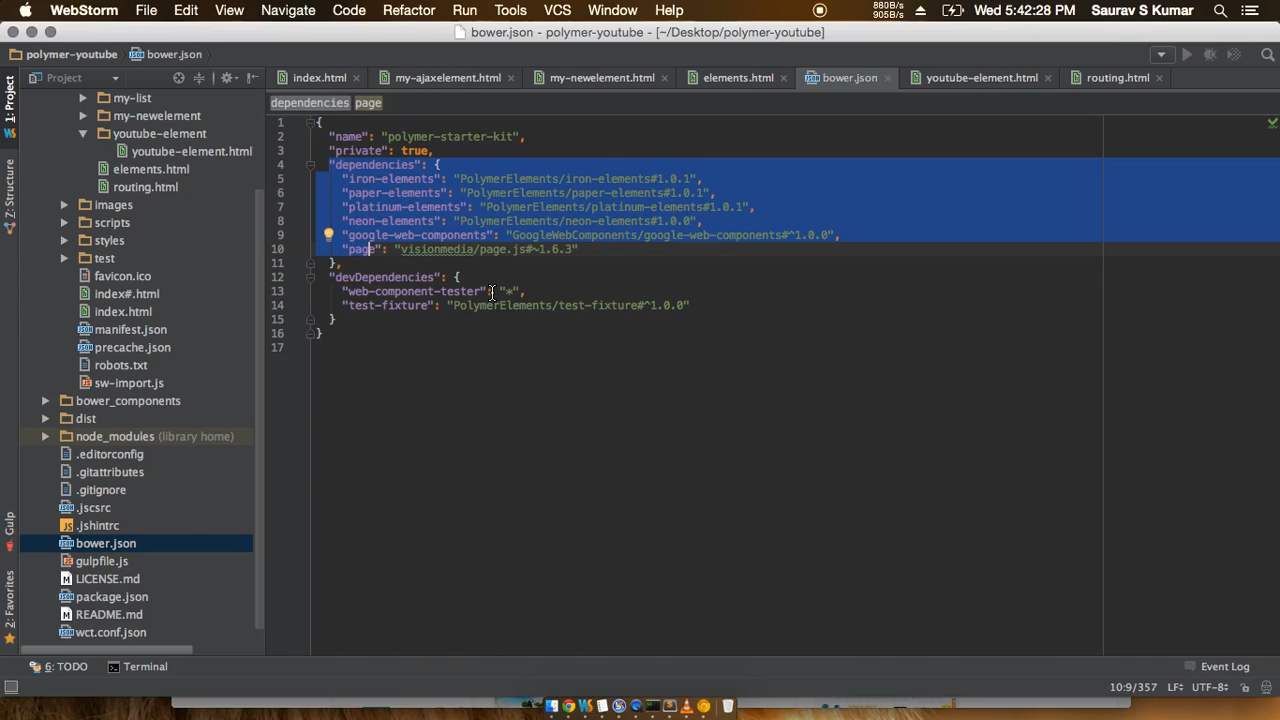 WebStorm File Edit View Navigate Code Refactor Run Tools VCS Window Help 880B/s 905B/s Wed 5:42:28 PM Saurav S Kumar
bower.json - polymer-youtube - [~/Desktop/polymer-youtube]
polymer-youtube bower.json
Project index.html my-ajaxelement.html my-newelement.html elements.html bower.json youtube-element.html routing.html
dependencies page
1: Project
Z: Structure
Gulp
2: Favorites
my-list
my-newelement
youtube-element
youtube-element.html
elements.html
routing.html
images
scripts
styles
test
favicon.ico
index#.html
index.html
manifest.json
precache.json
robots.txt
sw-import.js
bower_components
dist
node_modules (library home)
.editorconfig
.gitattributes
.gitignore
.jscsrc
.jshintrc
bower.json
gulpfile.js
LICENSE.md
package.json
README.md
wct.conf.json
1 {
2 "name": "polymer-starter-kit",
3 "private": true,
4 "dependencies": {
5 "iron-elements": "PolymerElements/iron-elements#1.0.1",
6 "paper-elements": "PolymerElements/paper-elements#1.0.1",
7 "platinum-elements": "PolymerElements/platinum-elements#1.0.1",
8 "neon-elements": "PolymerElements/neon-elements#1.0.0",
9 "google-web-components": "GoogleWebComponents/google-web-components#^1.0.0",
10 "page": "visionmedia/page.js#~1.6.3"
11 },
12 "devDependencies": {
13 "web-component-tester": "*",
14 "test-fixture": "PolymerElements/test-fixture#^1.0.0"
15 }
16 }
17
6: TODO Terminal Event Log
10:9/357 LF: UTF-8: